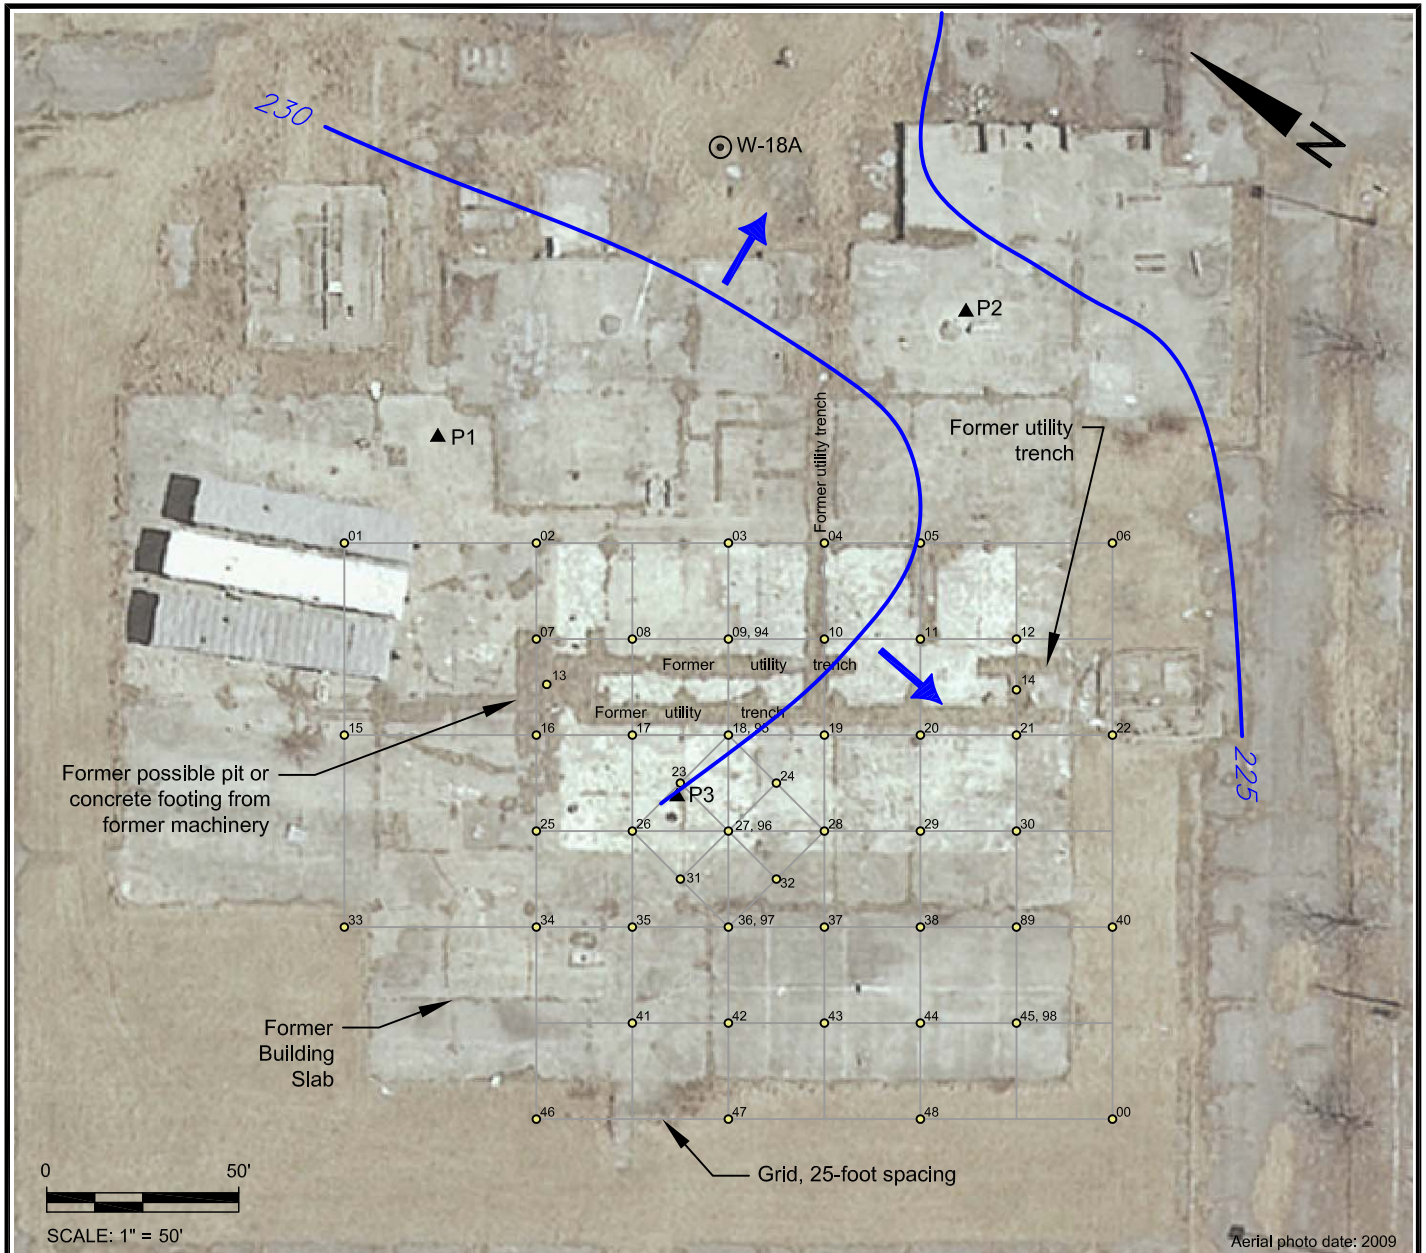 230
W-18A
N
P2
P1
Former utility trench
Former utility
trench
01
02
03
04
05
06
07
08
09, 94
10
11
12
Former utility trench
13
14
Former utility trench
15
16
17
18, 95
19
20
21
22
Former possible pit or
concrete footing from
former machinery
225
23
24
P3
25
26
27, 96
28
29
30
31
32
33
34
35
36, 97
37
38
89
40
Former
Building
Slab
41
42
43
44
45, 98
46
47
48
00
Grid, 25-foot spacing
0 50'
SCALE: 1" = 50'
Aerial photo date: 2009